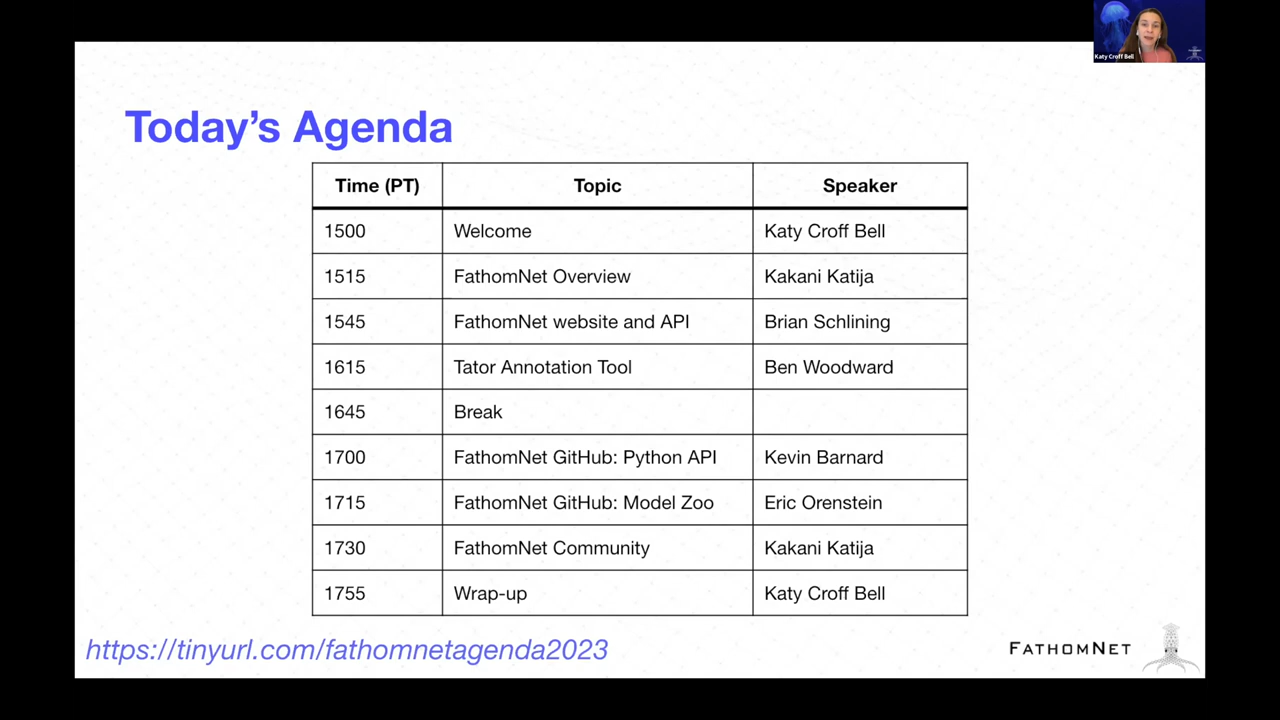 Katy Croff Bell
Today's Agenda
Time (PT) Topic Speaker
1500 Welcome Katy Croff Bell
1515 FathomNet Overview Kakani Katija
1545 FathomNet website and API Brian Schlining
1615 Tator Annotation Tool Ben Woodward
1645 Break
1700 FathomNet GitHub: Python API Kevin Barnard
1715 FathomNet GitHub: Model Zoo Eric Orenstein
1730 FathomNet Community Kakani Katija
1755 Wrap-up Katy Croff Bell
https://tinyurl.com/fathomnetagenda2023
FATHOMNET